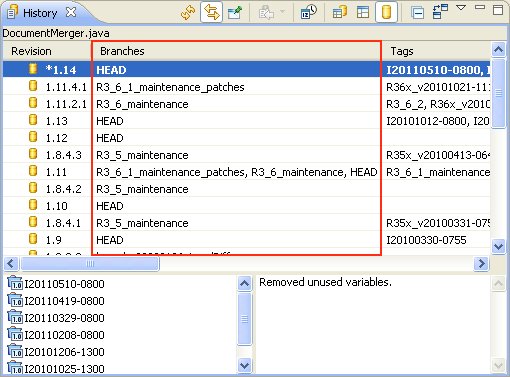 History
DocumentMerger.java
Revision Branches Tags
*1.14 HEAD I20110510-0800, I
1.11.4.1 R3_6_1_maintenance_patches R36x_v20101021-11
1.11.2.1 R3_6_maintenance R3_6_2, R36x_v
1.13 HEAD I20101012-0800, I20
1.12 HEAD
1.8.4.3 R3_5_maintenance R35x_v20100413-064
1.11 R3_6_1_maintenance_patches, R3_6_maintenance, HEAD R3_6_1_maintenance
1.8.4.2 R3_5_maintenance
1.10 HEAD
1.8.4.1 R3_5_maintenance R35x_v20100331-075
1.9 HEAD I20100330-0755
I20110510-0800 Removed unused variables.
I20110419-0800
I20110329-0800
I20110208-0800
I20101206-1300
I20101025-1300